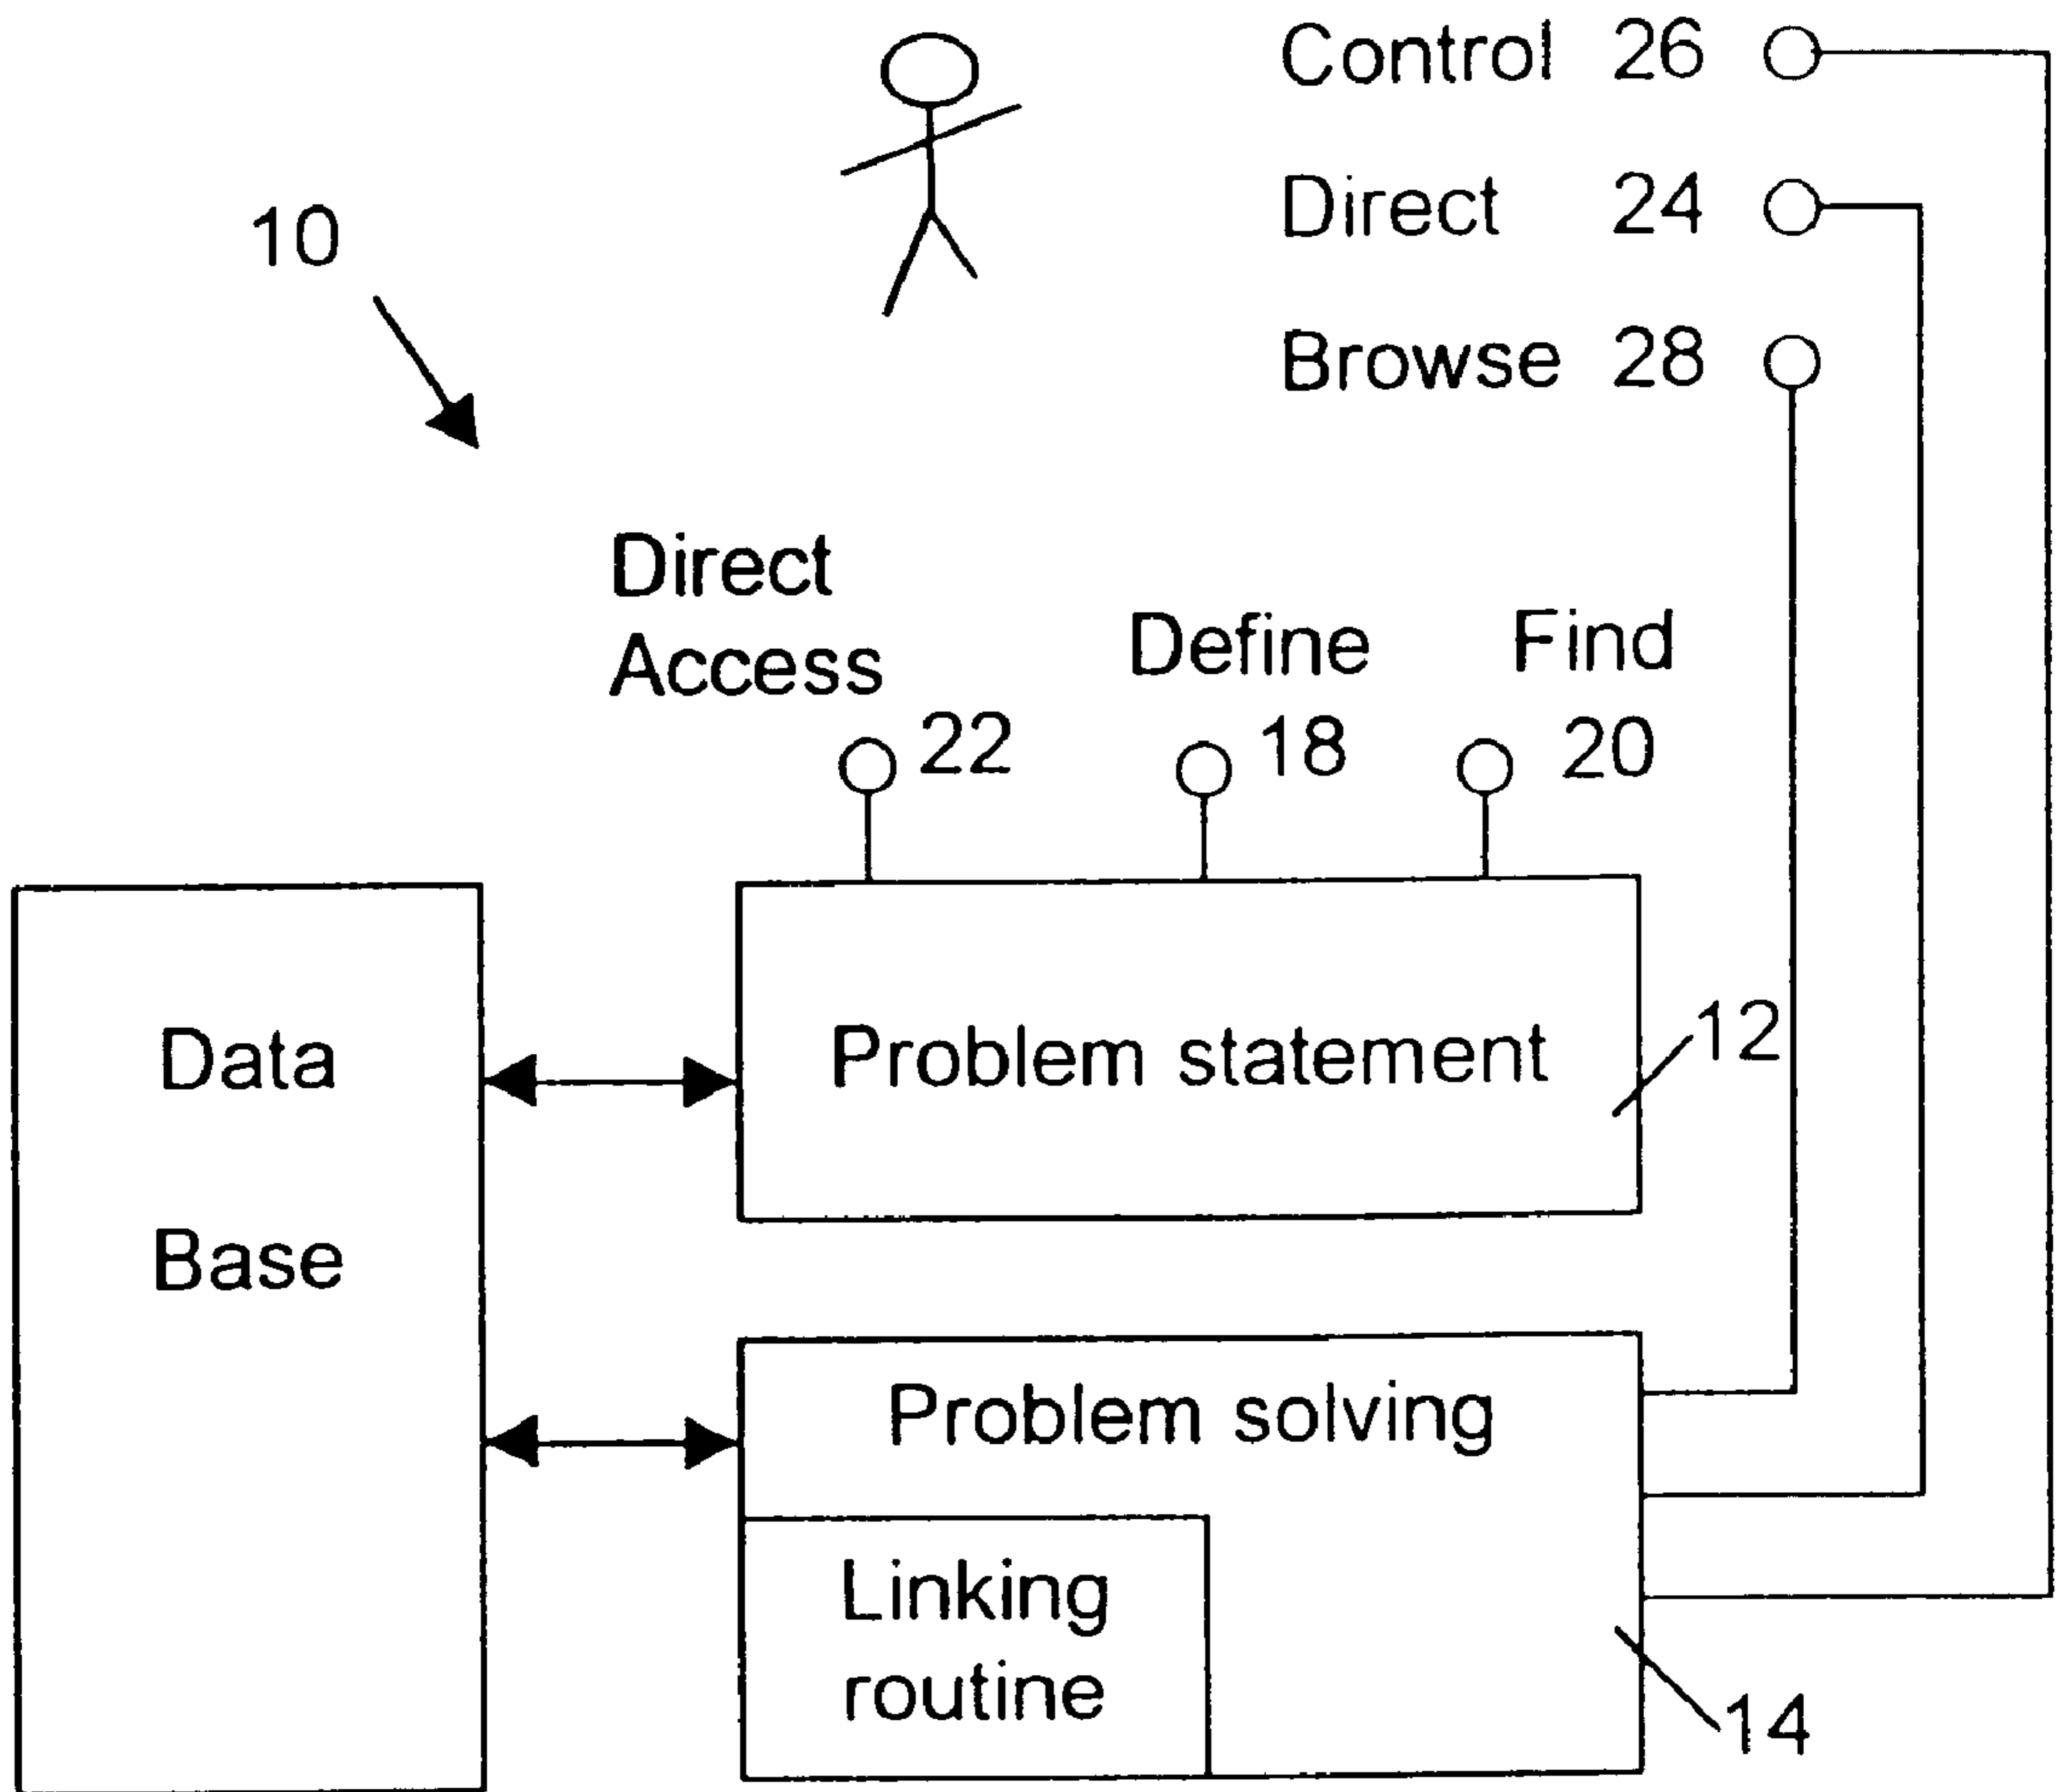 Control 26
10
Direct 24
Browse 28
Direct
Access
Define
Find
22
18
20
Data
Base
Problem statement
12
Problem solving
Linking
routine
14